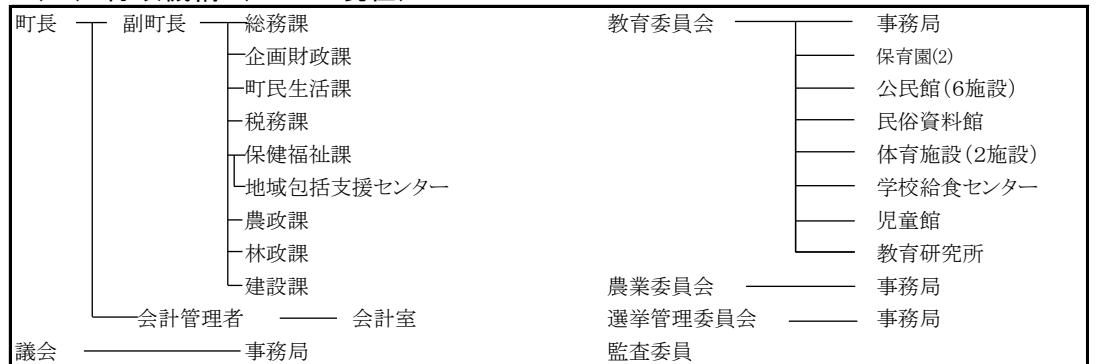 町長 副町長 総務課 教育委員会 事務局
企画財政課 保育園(2)
町民生活課 公民館(6施設)
税務課 民俗資料館
保健福祉課 体育施設(2施設)
地域包括支援センター 学校給食センター
農政課 児童館
林政課 教育研究所
建設課 農業委員会 事務局
会計管理者 会計室 選挙管理委員会 事務局
議会 事務局 監査委員